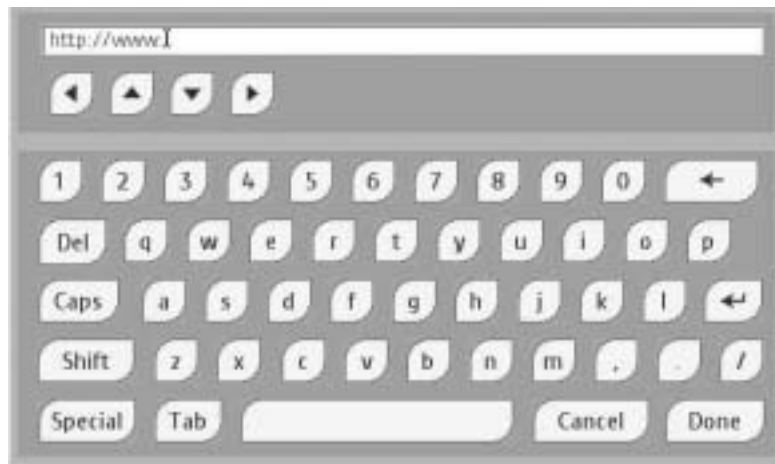 http://www.
1 2 3 4 5 6 7 8 9 0
Del q w e r t y u i o p
Caps a s d f g h j k l
Shift z x c v b n m , . /
Special Tab Cancel Done